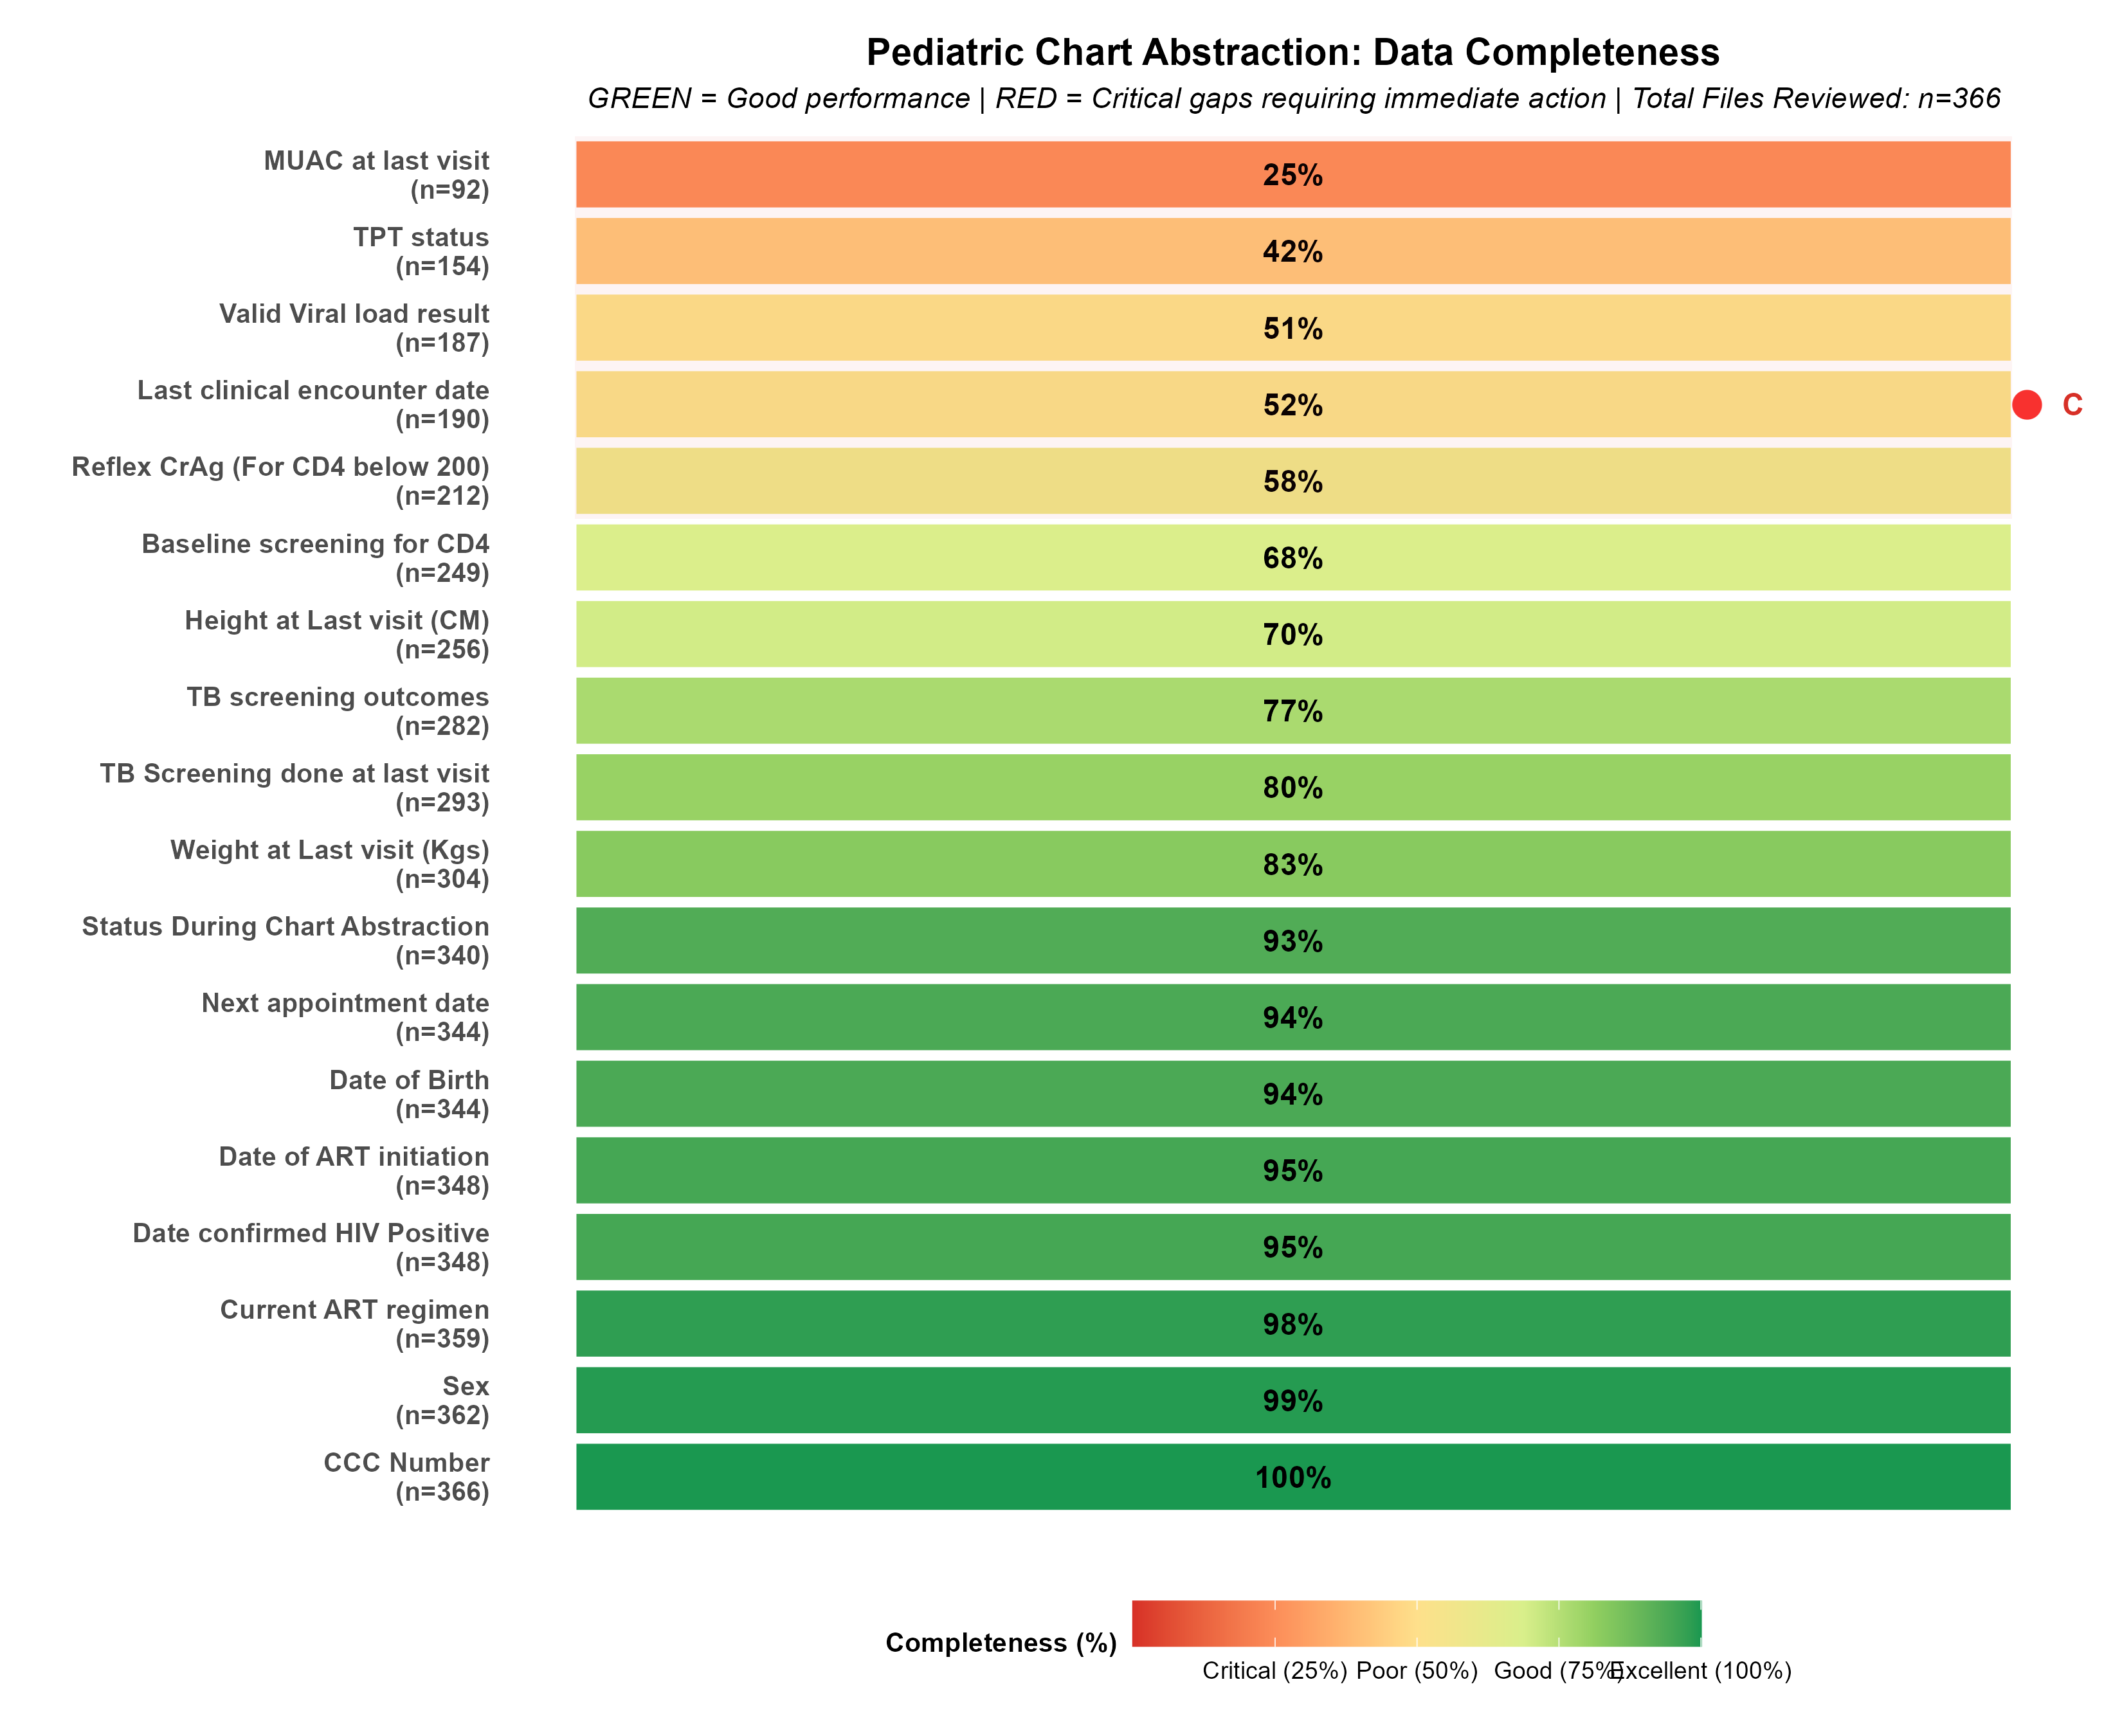 Pediatric Chart Abstraction: Data Completeness
GREEN = Good performance | RED = Critical gaps requiring immediate action | Total Files Reviewed: n=366
MUAC at last visit
(n=92)
25%
TPT status
(n=154)
42%
Valid Viral load result
(n=187)
51%
Last clinical encounter date
(n=190)
52%
C
Reflex CrAg (For CD4 below 200)
(n=212)
58%
Baseline screening for CD4
(n=249)
68%
Height at Last visit (CM)
(n=256)
70%
TB screening outcomes
(n=282)
77%
TB Screening done at last visit
(n=293)
80%
Weight at Last visit (Kgs)
(n=304)
83%
Status During Chart Abstraction
(n=340)
93%
Next appointment date
(n=344)
94%
Date of Birth
(n=344)
94%
Date of ART initiation
(n=348)
95%
Date confirmed HIV Positive
(n=348)
95%
Current ART regimen
(n=359)
98%
Sex
(n=362)
99%
CCC Number
(n=366)
100%
Completeness (%)
Critical (25%) Poor (50%) Good (75%) Excellent (100%)